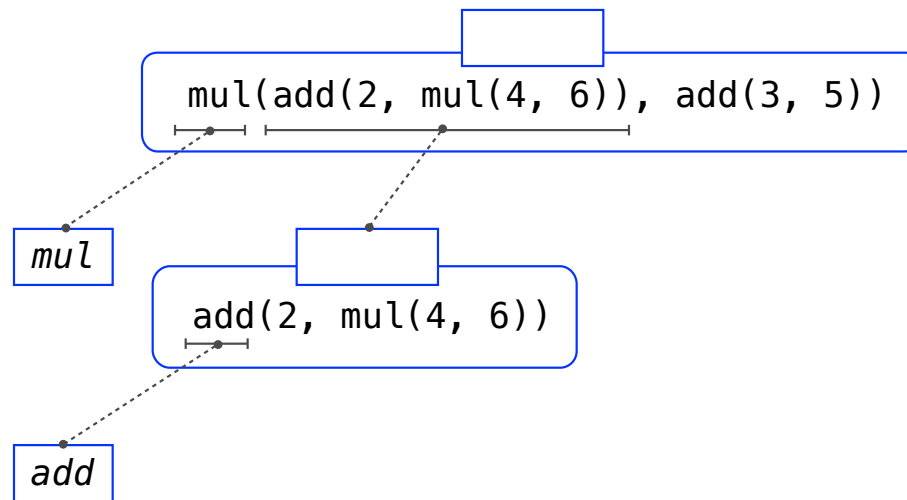 mul(add(2, mul(4, 6)), add(3, 5))
mul
add(2, mul(4, 6))
add